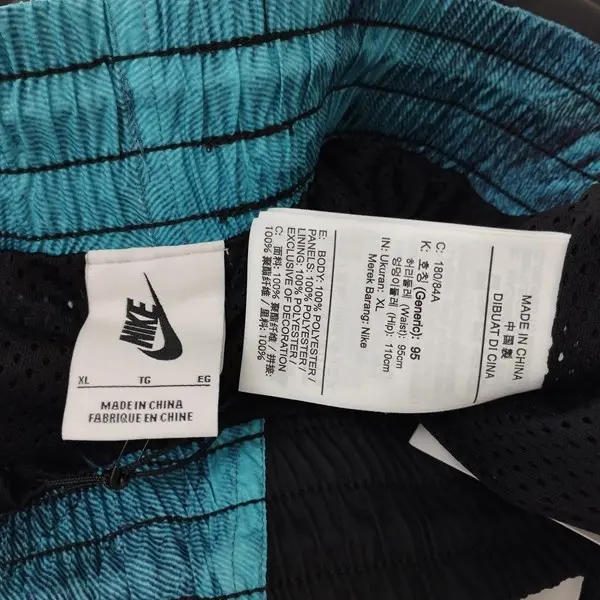 NIKE
XL TG EG
MADE IN CHINA
FABRIQUE EN CHINE
E: BODY: 100% POLYESTER /
PANELS: 100% POLYESTER /
LINING: 100% POLYESTER /
EXCLUSIVE OF DECORATION
C: 面料: 100% 聚酯纤维 / 拼接:
100% 聚酯纤维 / 里料: 100%
C: 180/84A
K: 호칭 (Generic): 95
허리둘레 (Waist): 95cm
엉덩이둘레 (Hip): 110cm
IN: Ukuran: XL
Merek Barang: Nike
MADE IN CHINA
中國製
DIBUAT DI CINA